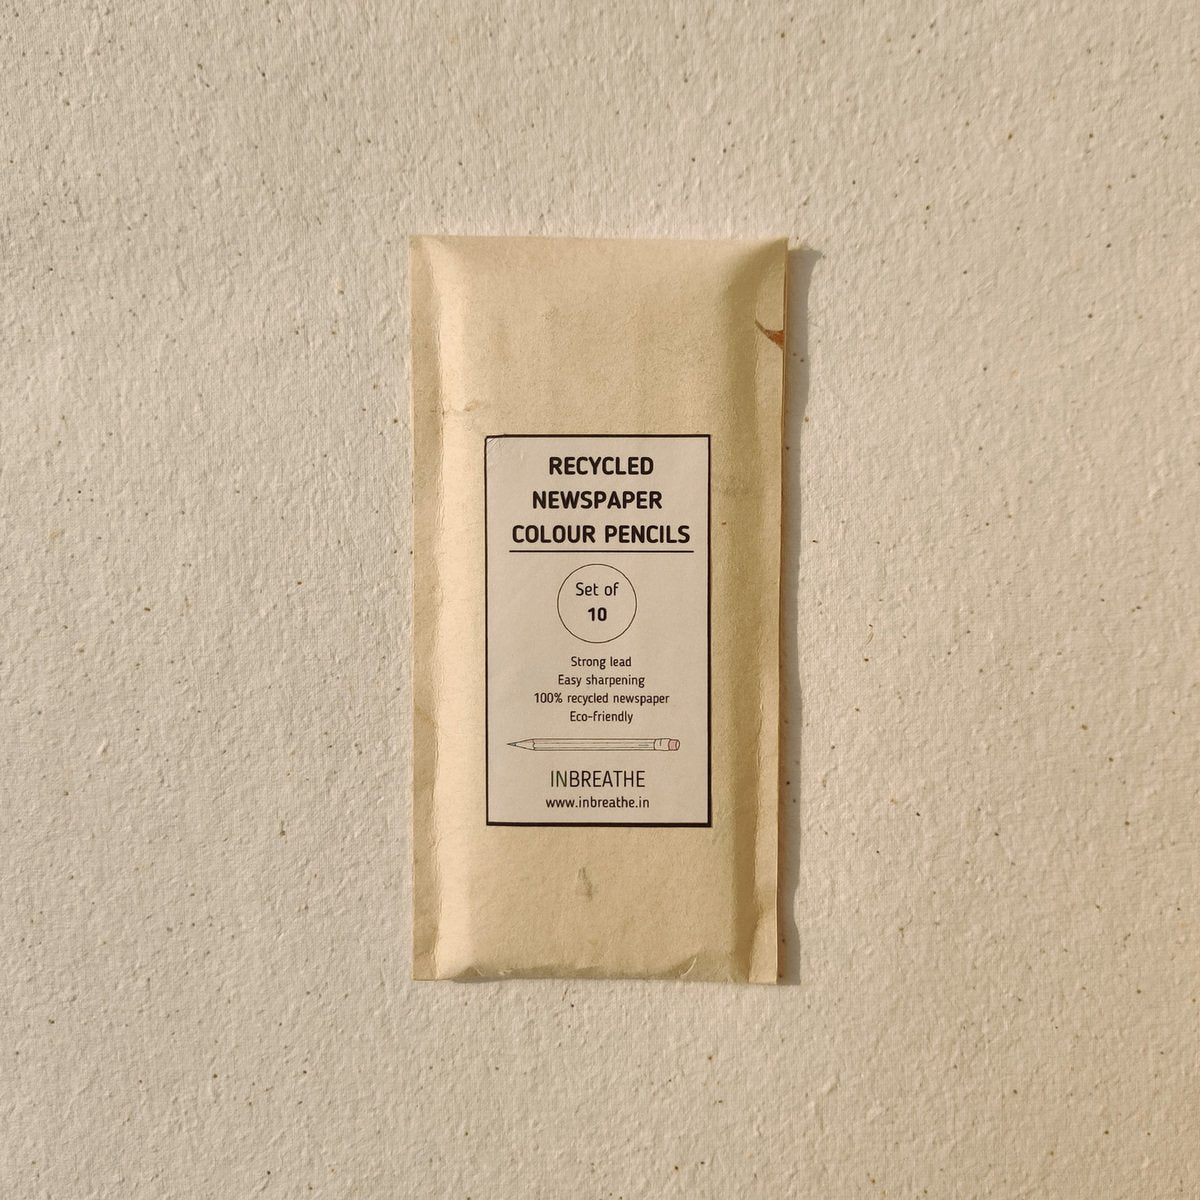 RECYCLED
NEWSPAPER
COLOUR PENCILS
Set of
10
Strong lead
Easy sharpening
100% recycled newspaper
Eco-friendly
INBREATHE
www.inbreathe.in